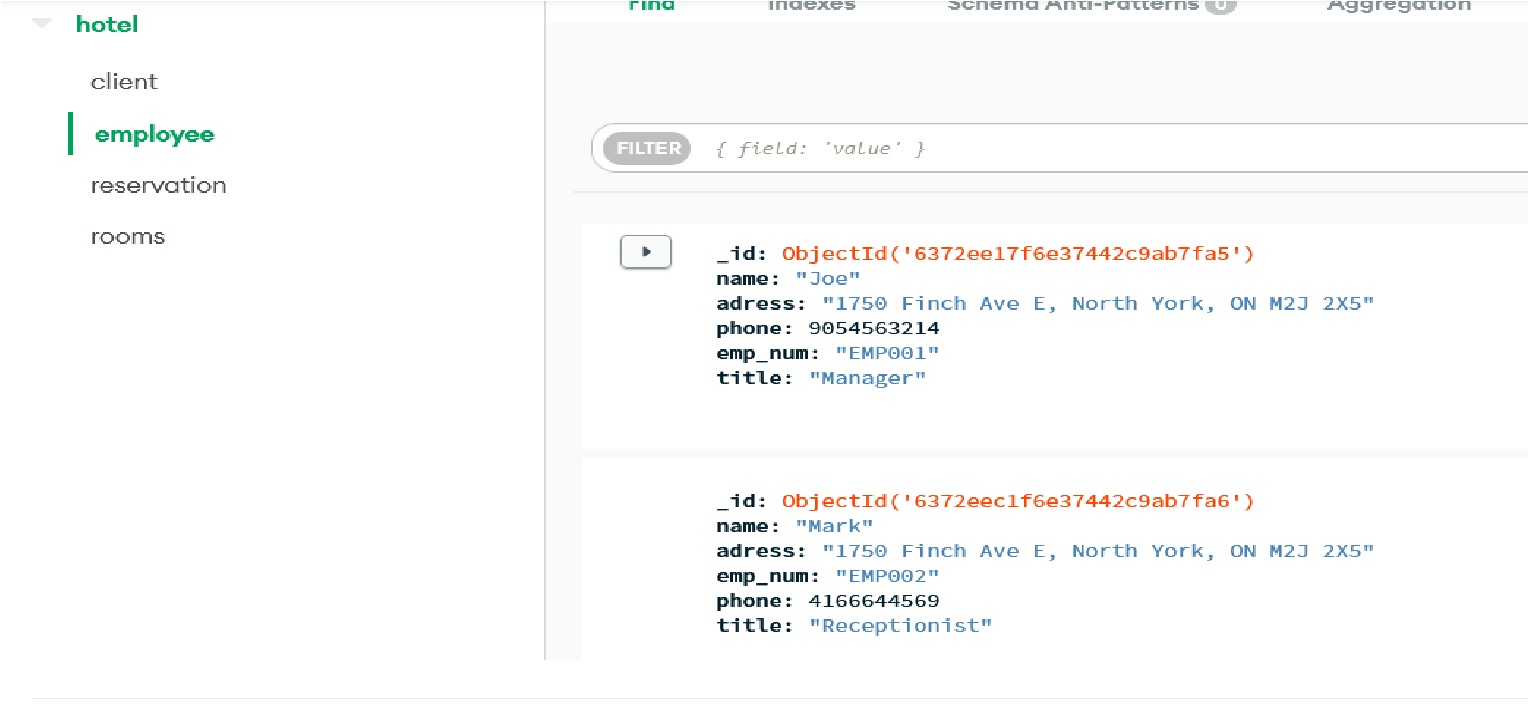 hotel
client
employee
reservation
rooms
Find
Indexes
Schema Anti-Patterns 0
Aggregation
FILTER { field: 'value' }
_id: ObjectId('6372ee17f6e37442c9ab7fa5')
name: "Joe"
adress: "1750 Finch Ave E, North York, ON M2J 2X5"
phone: 9054563214
emp_num: "EMP001"
title: "Manager"
_id: ObjectId('6372eec1f6e37442c9ab7fa6')
name: "Mark"
adress: "1750 Finch Ave E, North York, ON M2J 2X5"
emp_num: "EMP002"
phone: 4166644569
title: "Receptionist"